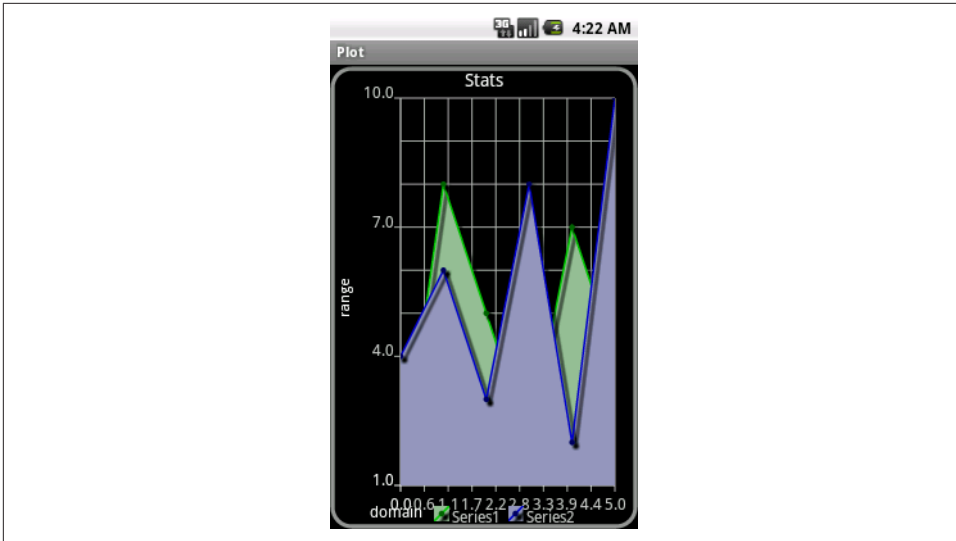 3G 4:22 AM
Plot
Stats
10.0
7.0
range
4.0
1.0
0.0 0.6 1.1 1.7 2.2 2.8 3.3 3.9 4.4 5.0
domain Series1 Series2